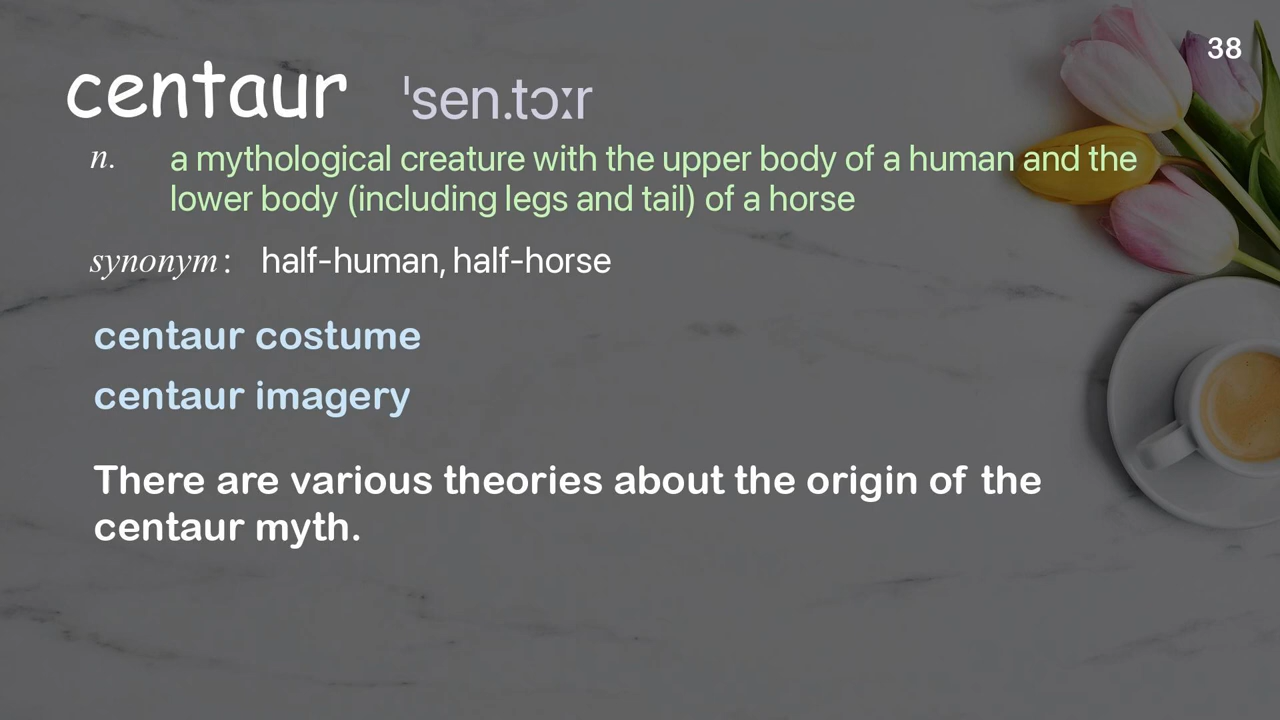 38
centaur ˈsen.tɔːr
n. a mythological creature with the upper body of a human and the
lower body (including legs and tail) of a horse
synonym: half-human, half-horse
centaur costume
centaur imagery
There are various theories about the origin of the
centaur myth.